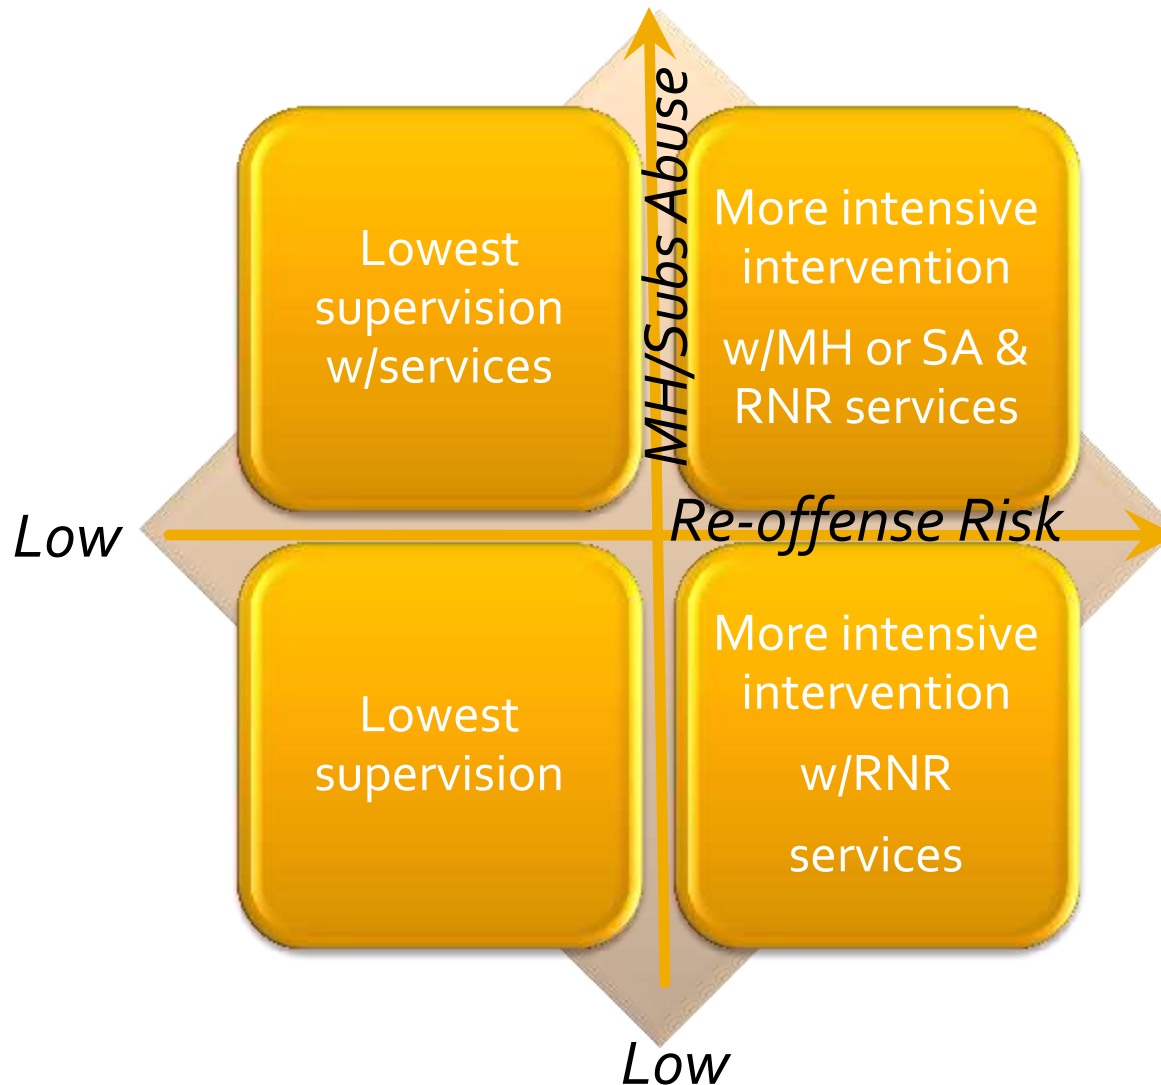 MH/Subs Abuse
Lowest
supervision
w/services
More intensive
intervention
w/MH or SA &
RNR services
Low
Re-offense Risk
Lowest
supervision
More intensive
intervention
w/RNR
services
Low